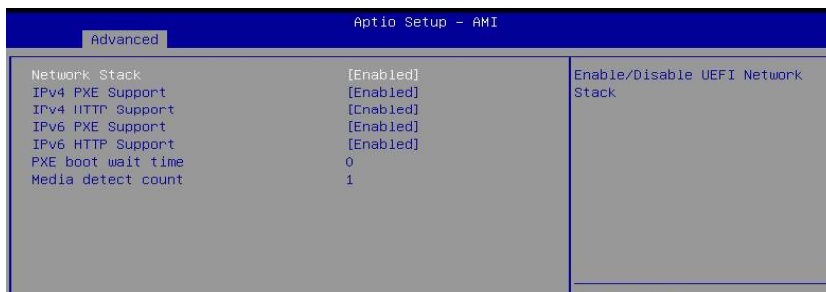 Aptio Setup – AMI
Advanced
Network Stack [Enabled]
IPv4 PXE Support [Enabled]
IPv4 HTTP Support [Enabled]
IPv6 PXE Support [Enabled]
IPv6 HTTP Support [Enabled]
PXE boot wait time 0
Media detect count 1
Enable/Disable UEFI Network
Stack